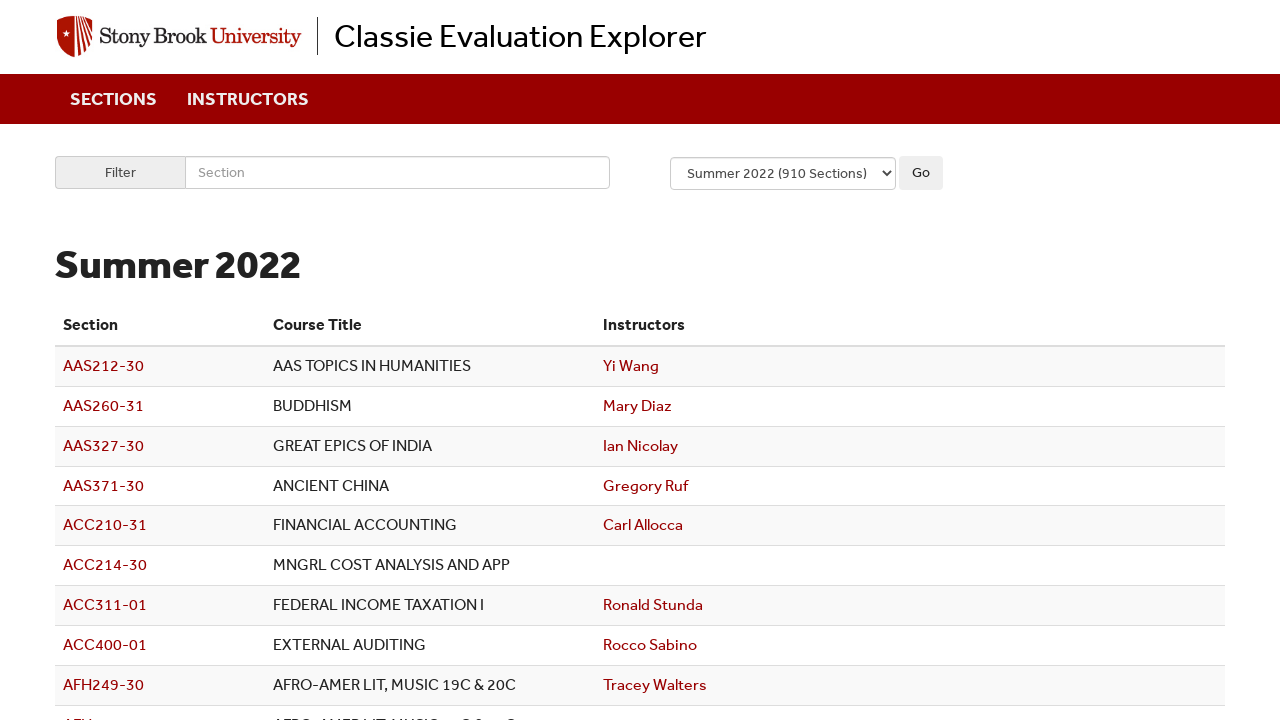 Stony Brook University
Classie Evaluation Explorer
SECTIONS INSTRUCTORS
Filter Section Summer 2022 (910 Sections) Go
Summer 2022
Section Course Title Instructors
AAS212-30 AAS TOPICS IN HUMANITIES Yi Wang
AAS260-31 BUDDHISM Mary Diaz
AAS327-30 GREAT EPICS OF INDIA Ian Nicolay
AAS371-30 ANCIENT CHINA Gregory Ruf
ACC210-31 FINANCIAL ACCOUNTING Carl Allocca
ACC214-30 MNGRL COST ANALYSIS AND APP
ACC311-01 FEDERAL INCOME TAXATION I Ronald Stunda
ACC400-01 EXTERNAL AUDITING Rocco Sabino
AFH249-30 AFRO-AMER LIT, MUSIC 19C & 20C Tracey Walters